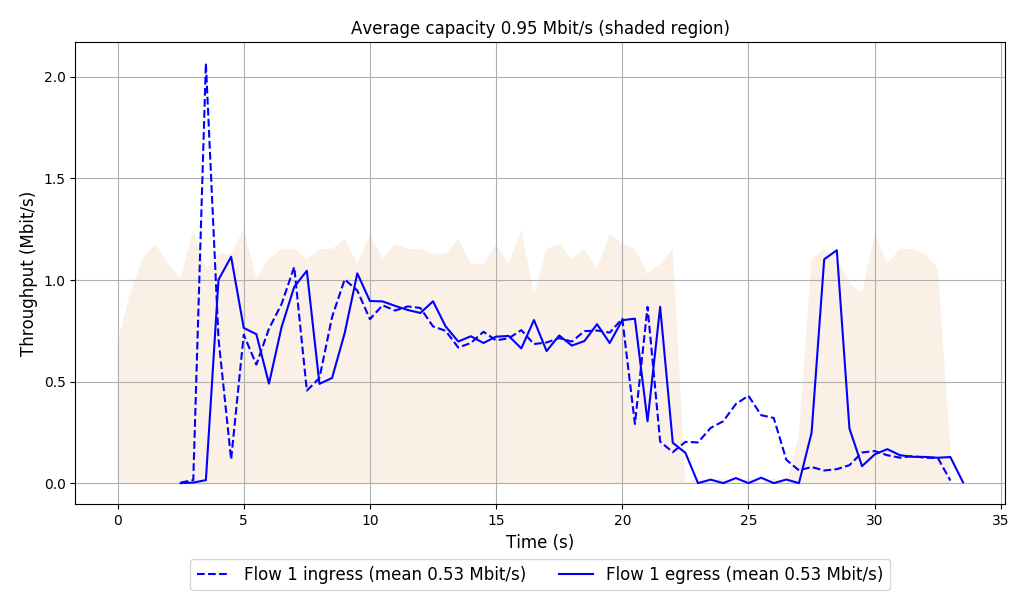 Average capacity 0.95 Mbit/s (shaded region)
Throughput (Mbit/s)
2.0
1.5
1.0
0.5
0.0
0 5 10 15 20 25 30 35
Time (s)
Flow 1 ingress (mean 0.53 Mbit/s) Flow 1 egress (mean 0.53 Mbit/s)